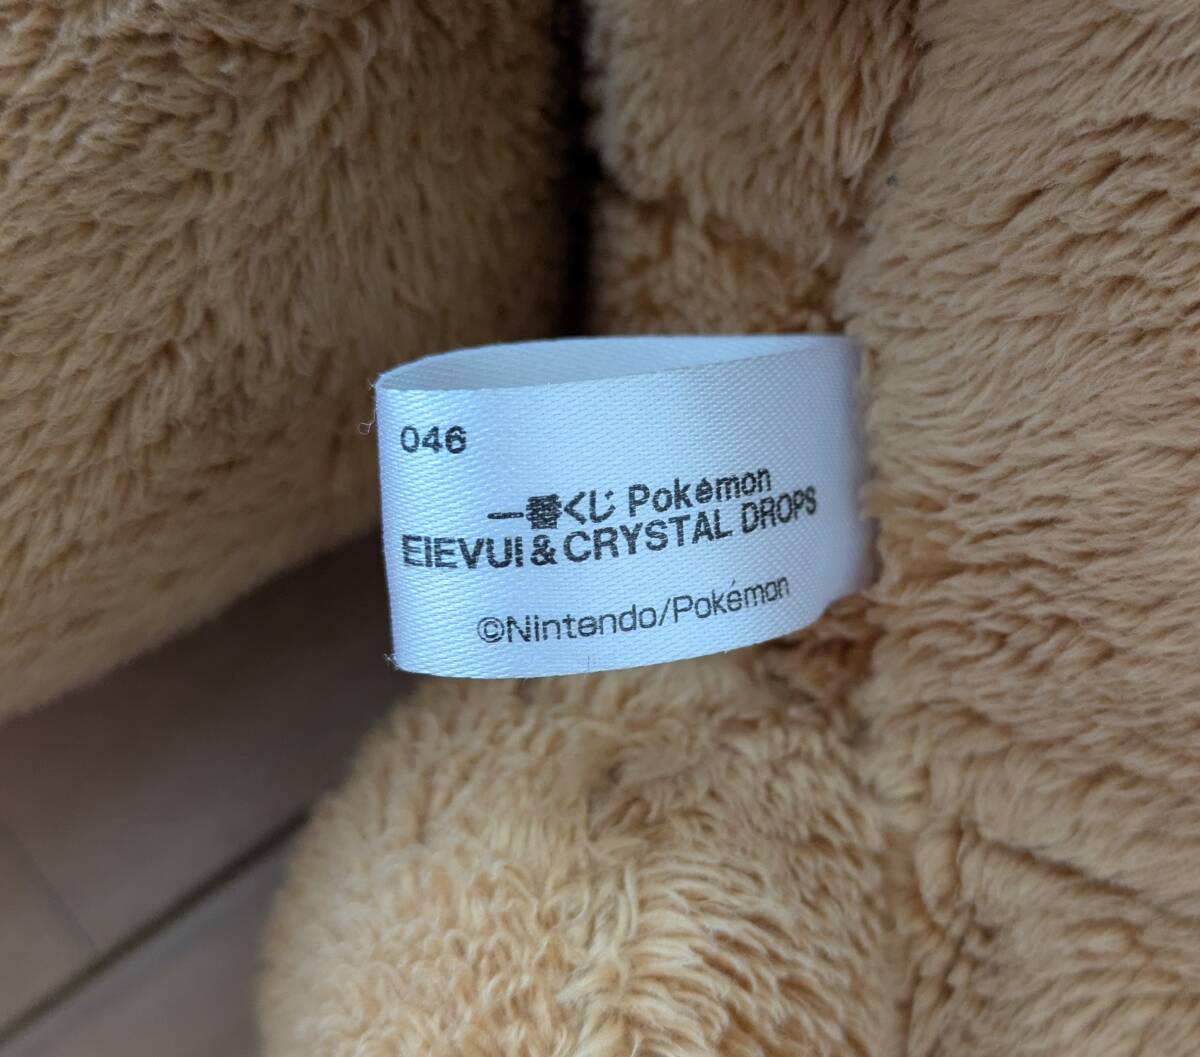 046
一番くじ Pokémon
EIEVUI & CRYSTAL DROPS
©Nintendo/Pokémon